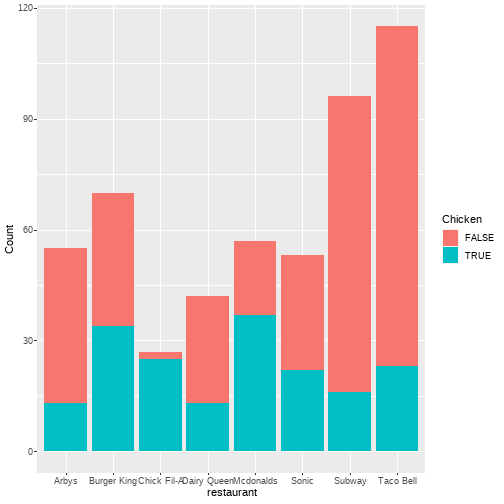 120
90
60
30
0
Count
Arbys Burger King Chick Fil-A Dairy Queen Mcdonalds Sonic Subway Taco Bell
restaurant
Chicken
FALSE
TRUE